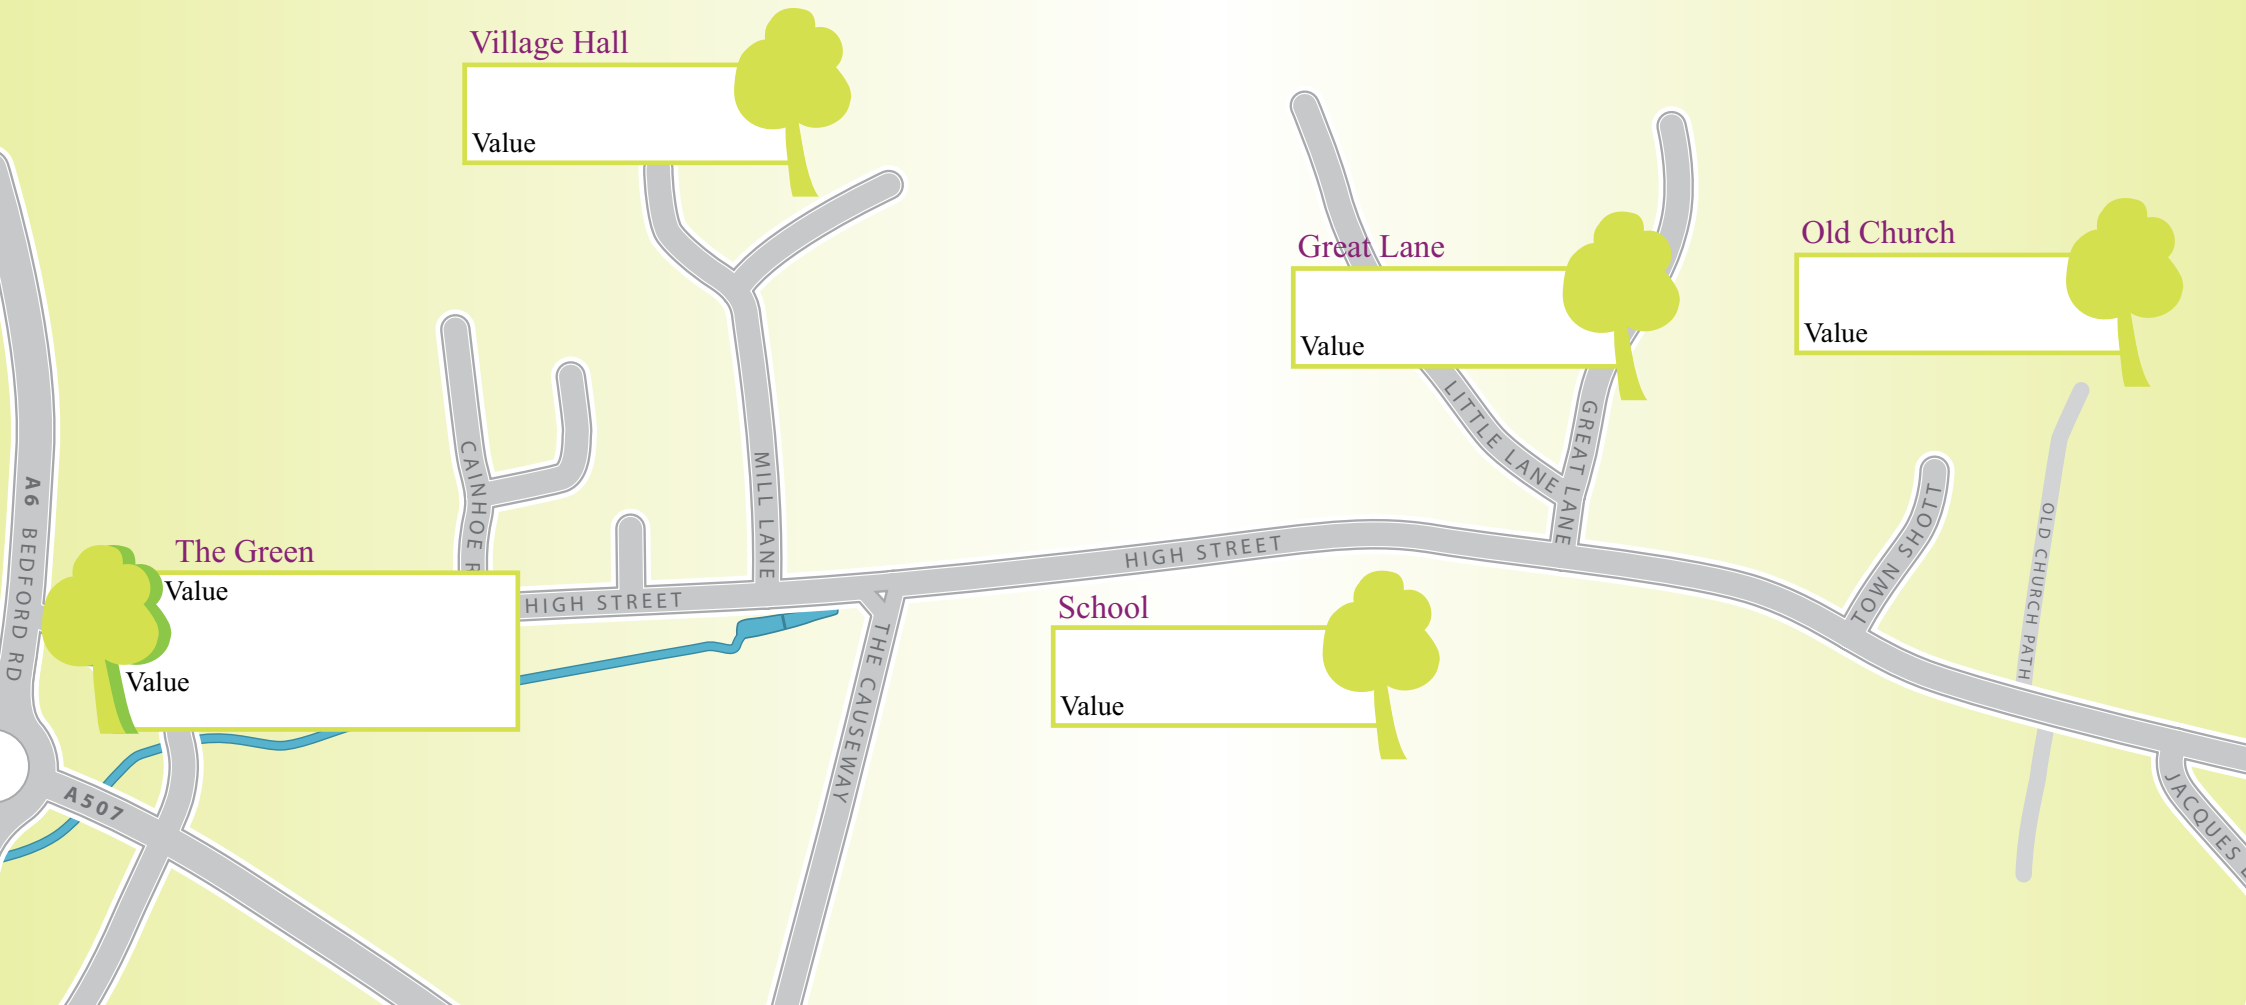 Village Hall
Value
Great Lane
Value
Old Church
Value
The Green
Value
Value
School
Value
A6 BEDFORD RD
CAINHOE R
MILL LANE
LITTLE LANE
GREAT LANE
TOWN SHOTT
OLD CHURCH PATH
HIGH STREET
HIGH STREET
THE CAUSEWAY
A507
JACQUES